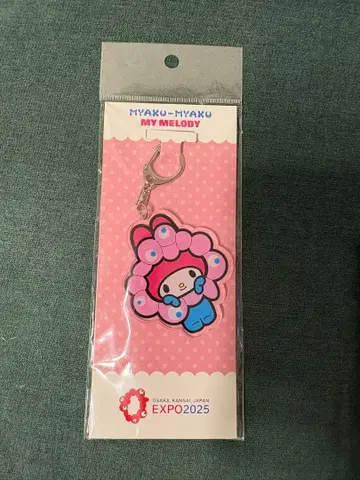 MYAKU-MYAKU
MY MELODY
OSAKA, KANSAI, JAPAN
EXPO2025